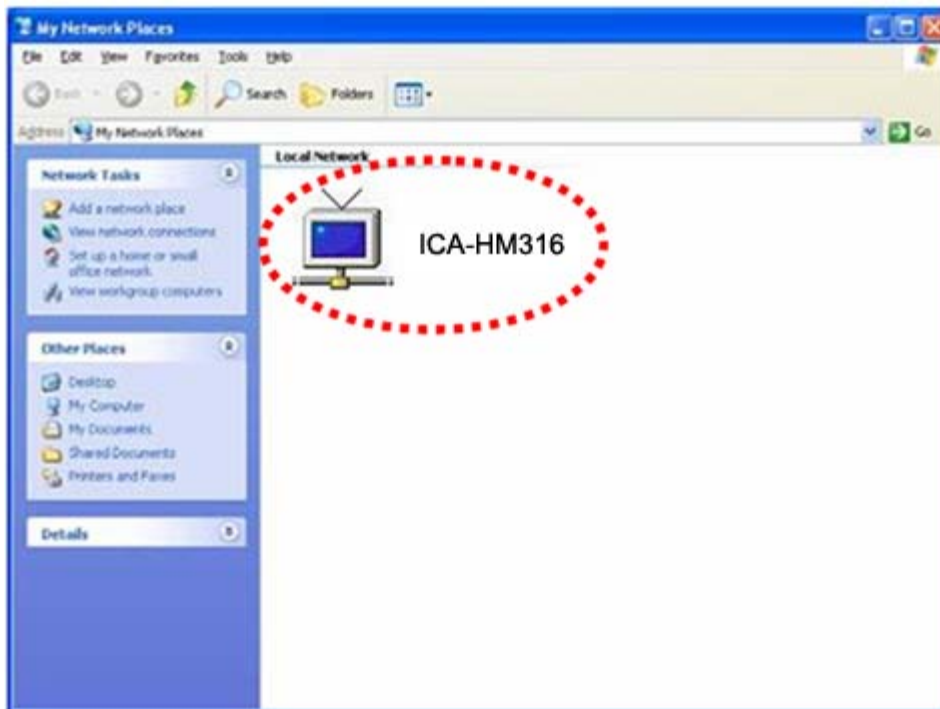 My Network Places
File Edit View Favorites Tools Help
Back Search Folders
Address My Network Places Go
Network Tasks
Add a network place
View network connections
Set up a home or small
office network
View workgroup computers
Other Places
Desktop
My Computer
My Documents
Shared Documents
Printers and Faxes
Details
Local Network
ICA-HM316